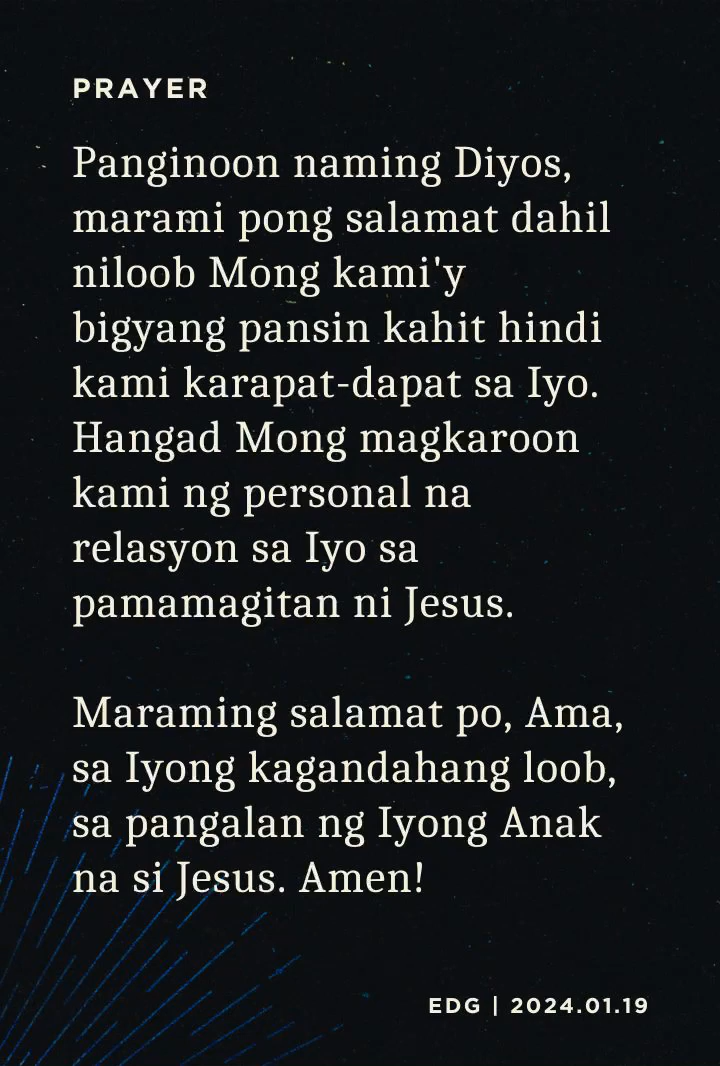 PRAYER
Panginoon naming Diyos,
marami pong salamat dahil
niloob Mong kami'y
bigyang pansin kahit hindi
kami karapat-dapat sa Iyo.
Hangad Mong magkaroon
kami ng personal na
relasyon sa Iyo sa
pamamagitan ni Jesus.
Maraming salamat po, Ama,
sa Iyong kagandahang loob,
sa pangalan ng Iyong Anak
na si Jesus. Amen!
EDG | 2024.01.19